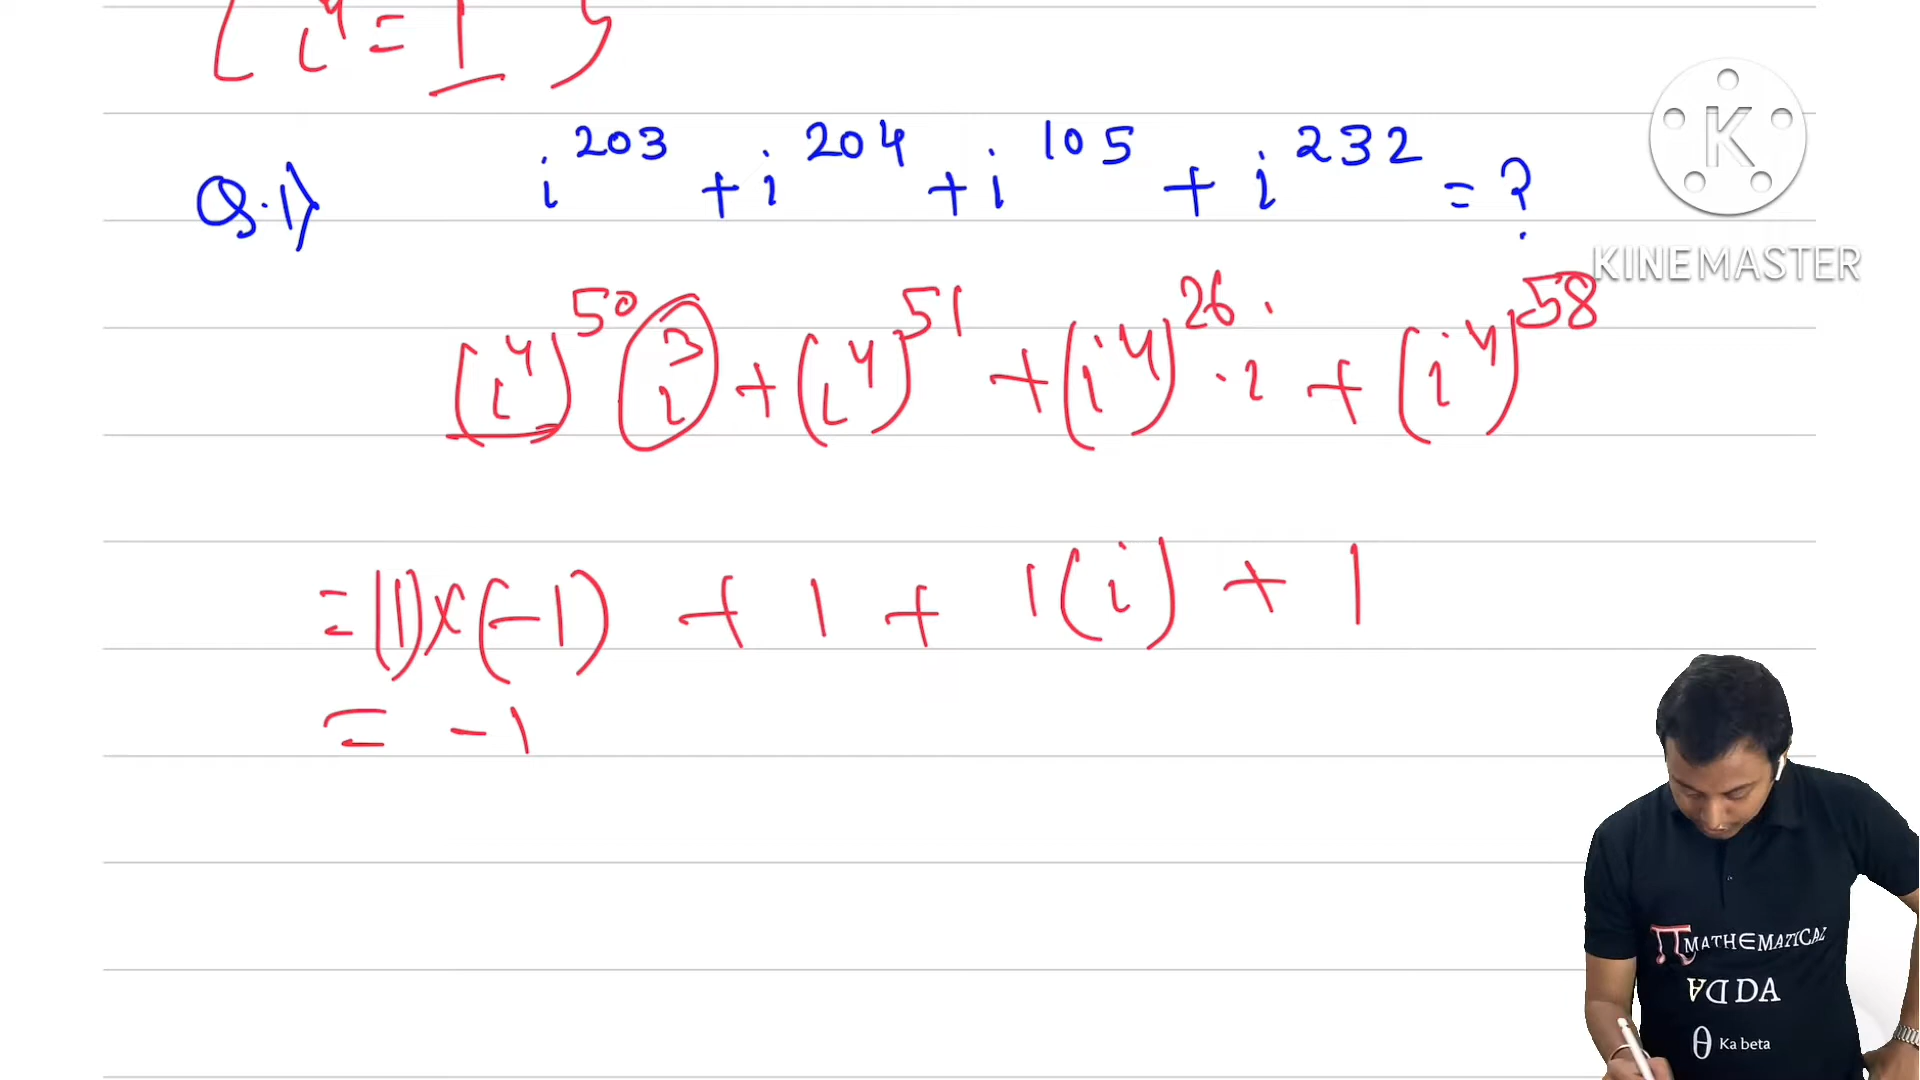 [ i⁴ = 1 }
Q.1) i²⁰³ + i²⁰⁴ + i¹⁰⁵ + i²³² = ?
(i⁴)⁵⁰ i³ + (i⁴)⁵¹ + (i⁴)²⁶ · i + (i⁴)⁵⁸
= (1)×(-1) + 1 + 1(i) + 1
= -1
K
KINEMASTER
MATHEMATICAL
ADDA
θ Ka beta